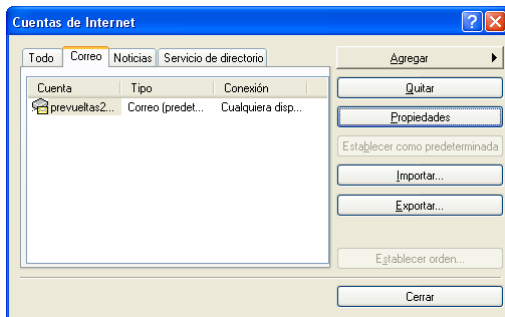 Cuentas de Internet
Todo Correo Noticias Servicio de directorio
Cuenta Tipo Conexión
prevueltas2... Correo (predet... Cualquiera disp...
Agregar
Quitar
Propiedades
Establecer como predeterminada
Importar...
Exportar...
Establecer orden...
Cerrar